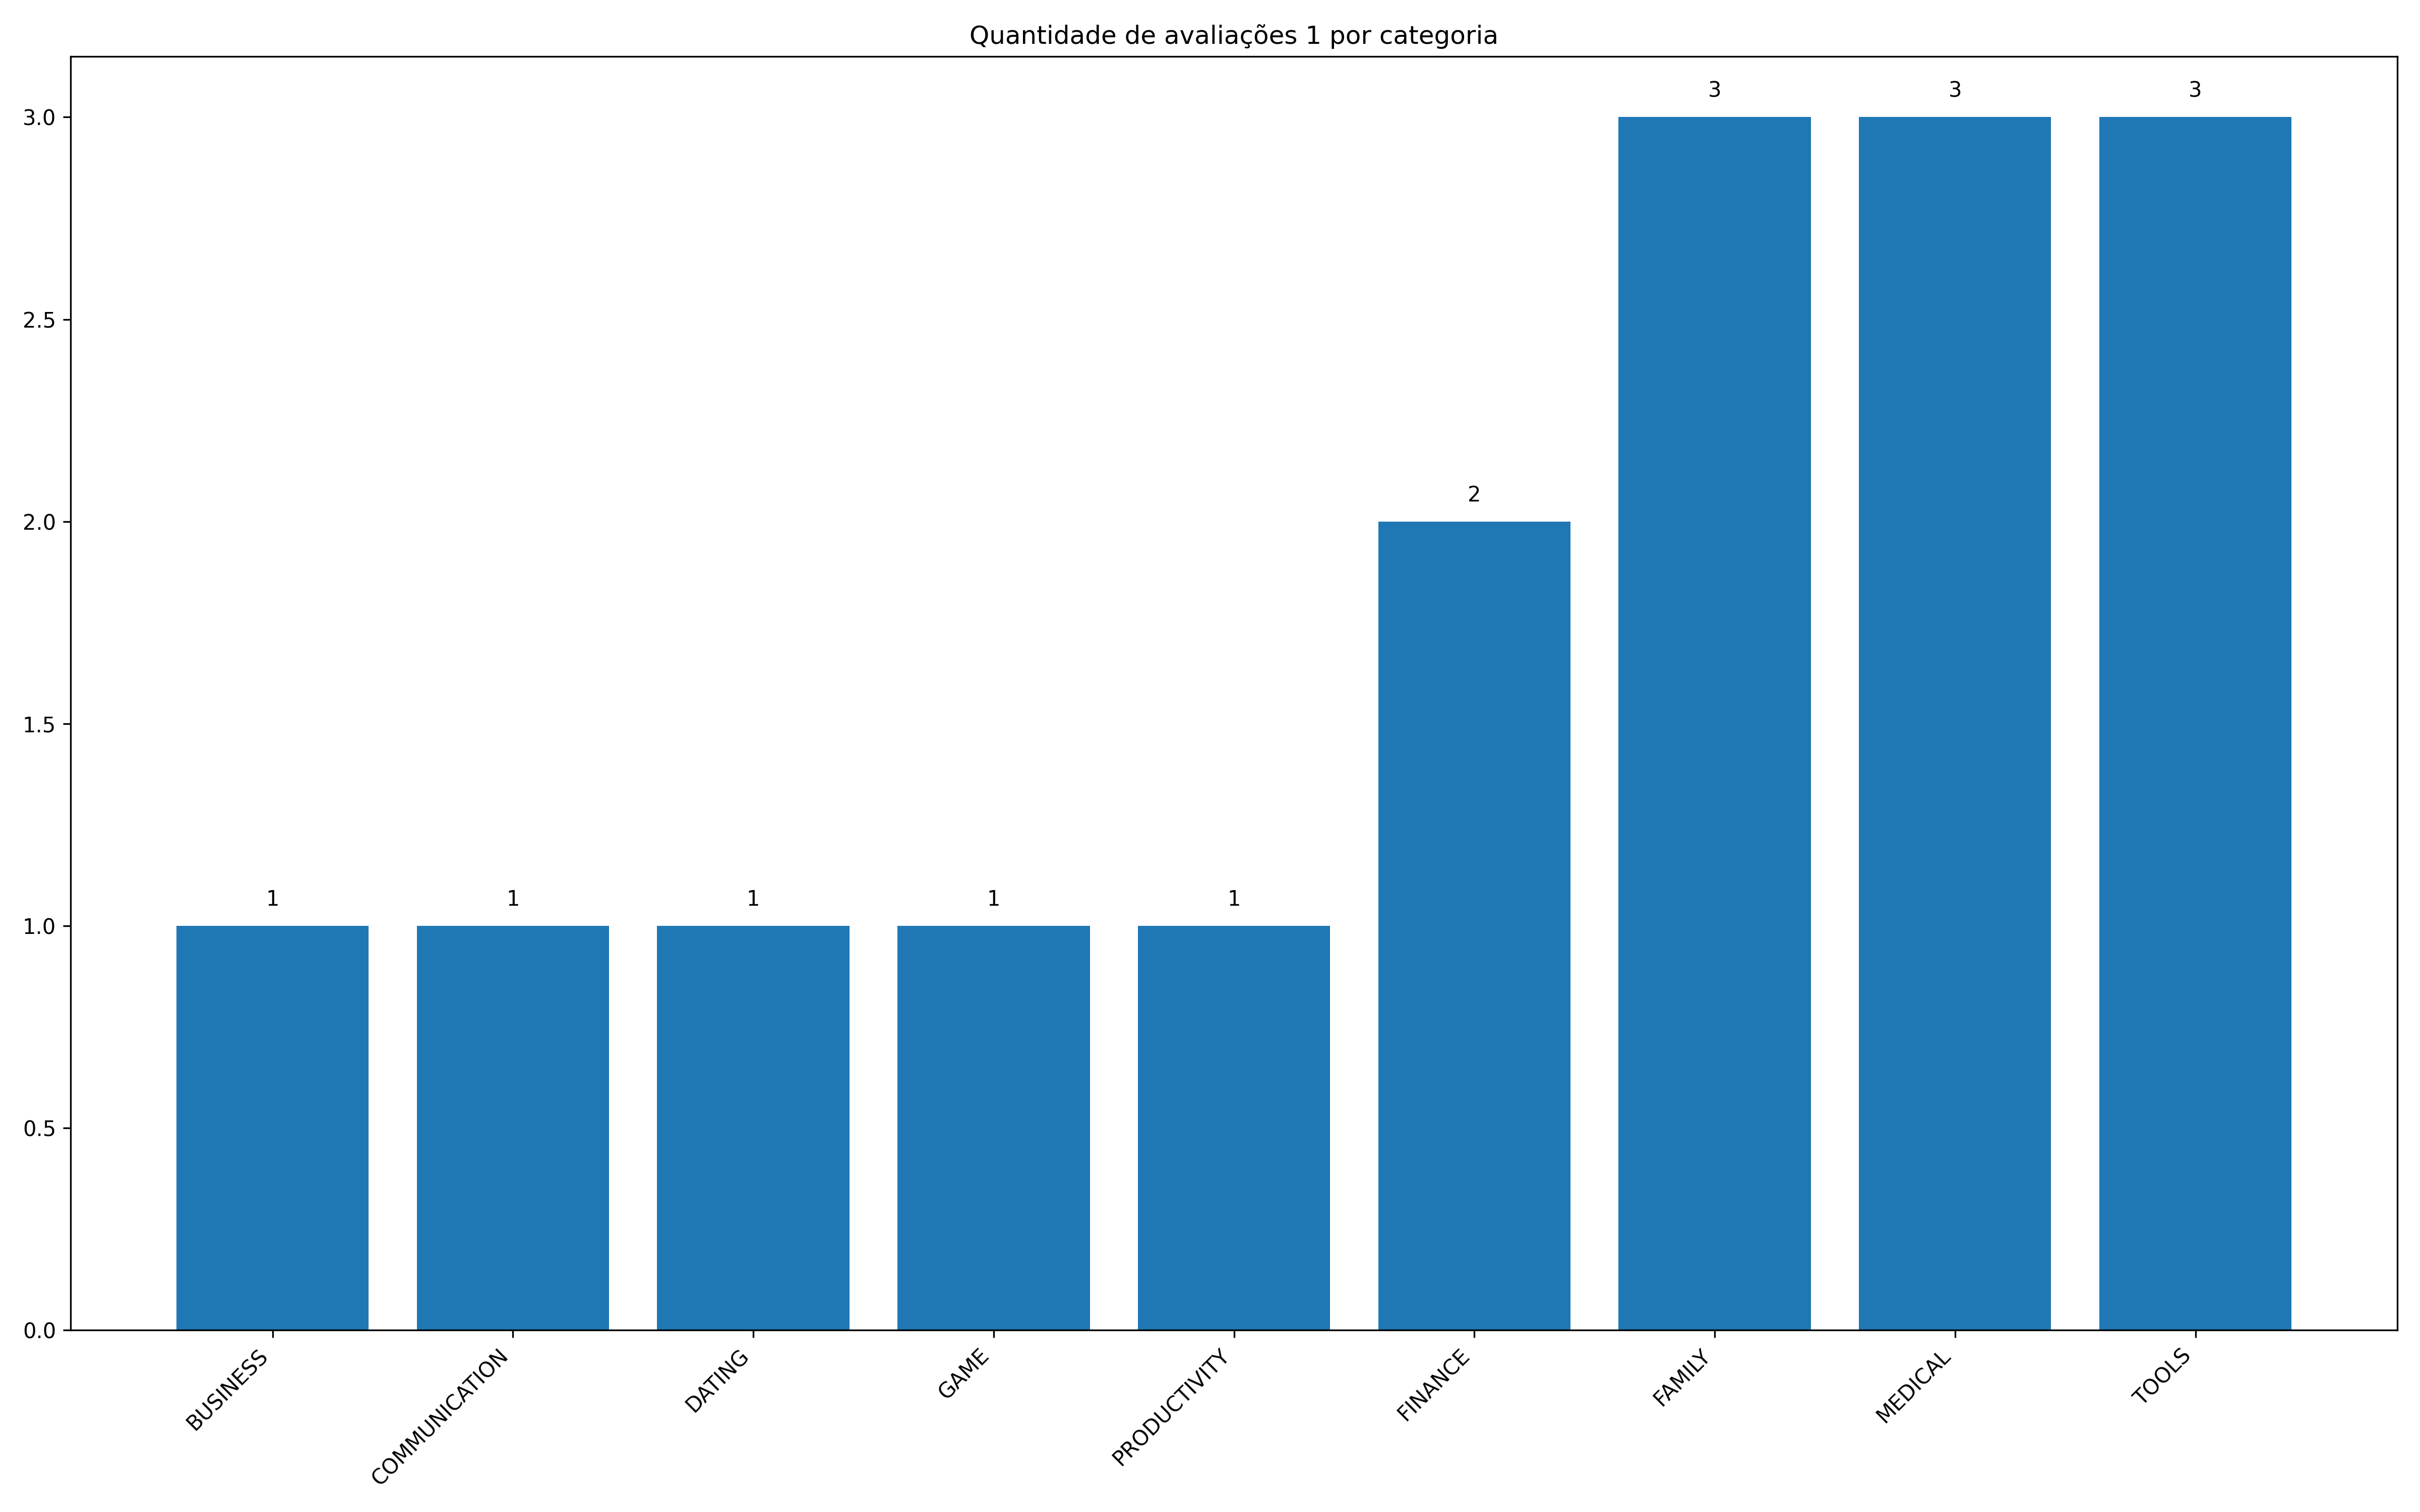 Quantidade de avaliações 1 por categoria
3.0
2.5
2.0
1.5
1.0
0.5
0.0
1
1
1
1
1
2
3
3
3
BUSINESS
COMMUNICATION
DATING
GAME
PRODUCTIVITY
FINANCE
FAMILY
MEDICAL
TOOLS